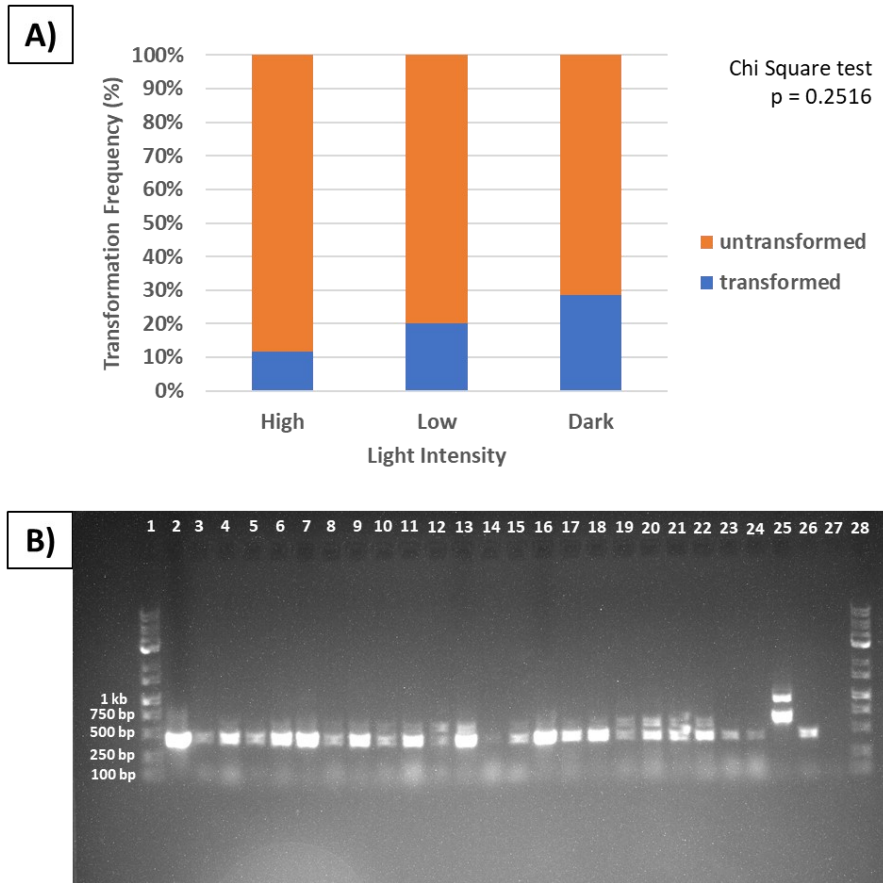 A)
Chi Square test
p = 0.2516
Transformation Frequency (%)
100%
90%
80%
70%
60%
50%
40%
30%
20%
10%
0%
High Low Dark
Light Intensity
untransformed
transformed
B)
1 2 3 4 5 6 7 8 9 10 11 12 13 14 15 16 17 18 19 20 21 22 23 24 25 26 27 28
1 kb
750 bp
500 bp
250 bp
100 bp